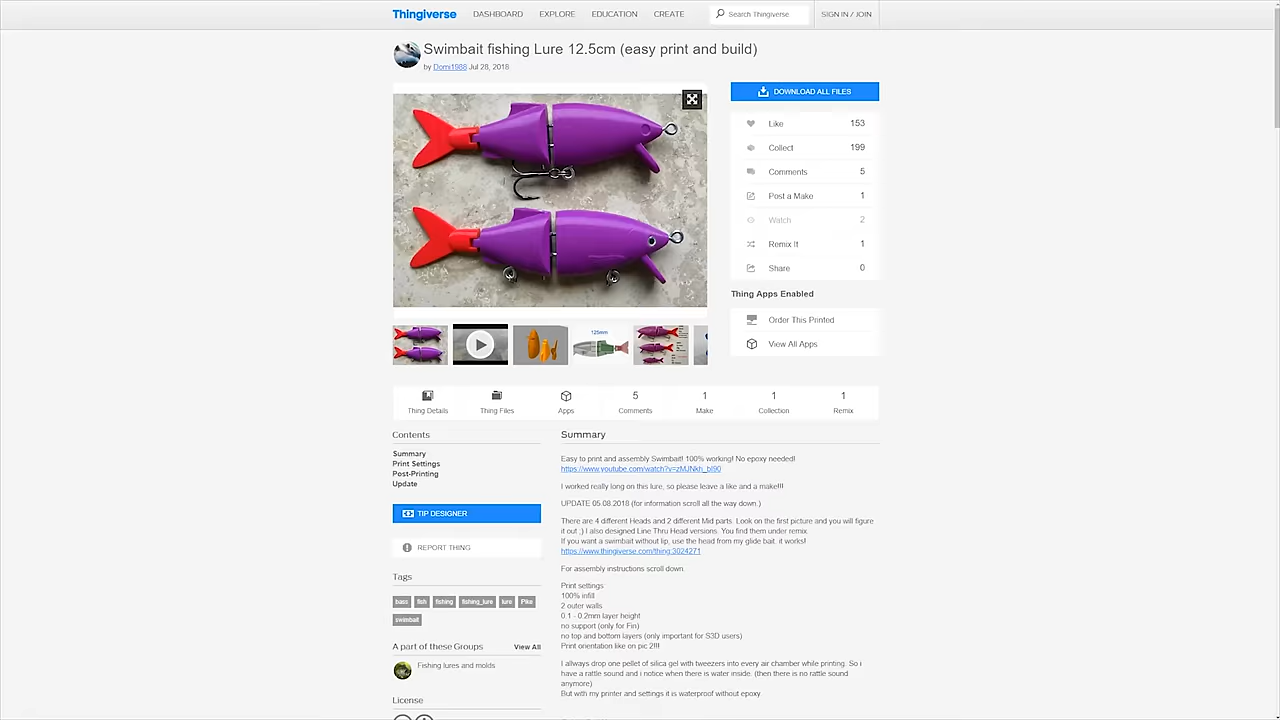 Thingiverse DASHBOARD EXPLORE EDUCATION CREATE Search Thingiverse SIGN IN / JOIN
Swimbait fishing Lure 12.5cm (easy print and build)
by Domi1988 Jul 28, 2018
DOWNLOAD ALL FILES
Like 153
Collect 199
Comments 5
Post a Make 1
Watch 2
Remix It 1
Share 0
Thing Apps Enabled
Order This Printed
View All Apps
125mm
Thing Details
Thing Files
Apps
5 Comments
1 Make
1 Collection
1 Remix
Contents
Summary
Print Settings
Post-Printing
Update
TIP DESIGNER
REPORT THING
Tags
bass fish fishing fishing_lure lure Pike
swimbait
A part of these Groups View All
Fishing lures and molds
License
Summary
Easy to print and assembly Swimbait! 100% working! No epoxy needed!
https://www.youtube.com/watch?v=zMJNkh_bI90
I worked really long on this lure, so please leave a like and a make!!!
UPDATE 05.08.2018 (for information scroll all the way down.)
There are 4 different Heads and 2 different Mid parts. Look on the first picture and you will figure
it out ;) I also designed Line Thru Head versions. You find them under remix.
If you want a swimbait without lip, use the head from my glide bait. it works!
https://www.thingiverse.com/thing:3024271
For assembly instructions scroll down.
Print settings
100% infill
2 outer walls
0.1 - 0.2mm layer height
no support (only for Fin)
no top and bottom layers (only important for S3D users)
Print orientation like on pic 2!!!
I allways drop one pellet of silica gel with tweezers into every air chamber while printing. So i
have a rattle sound and i notice when there is water inside. (then there is no rattle sound
anymore)
But with my printer and settings it is waterproof without epoxy.